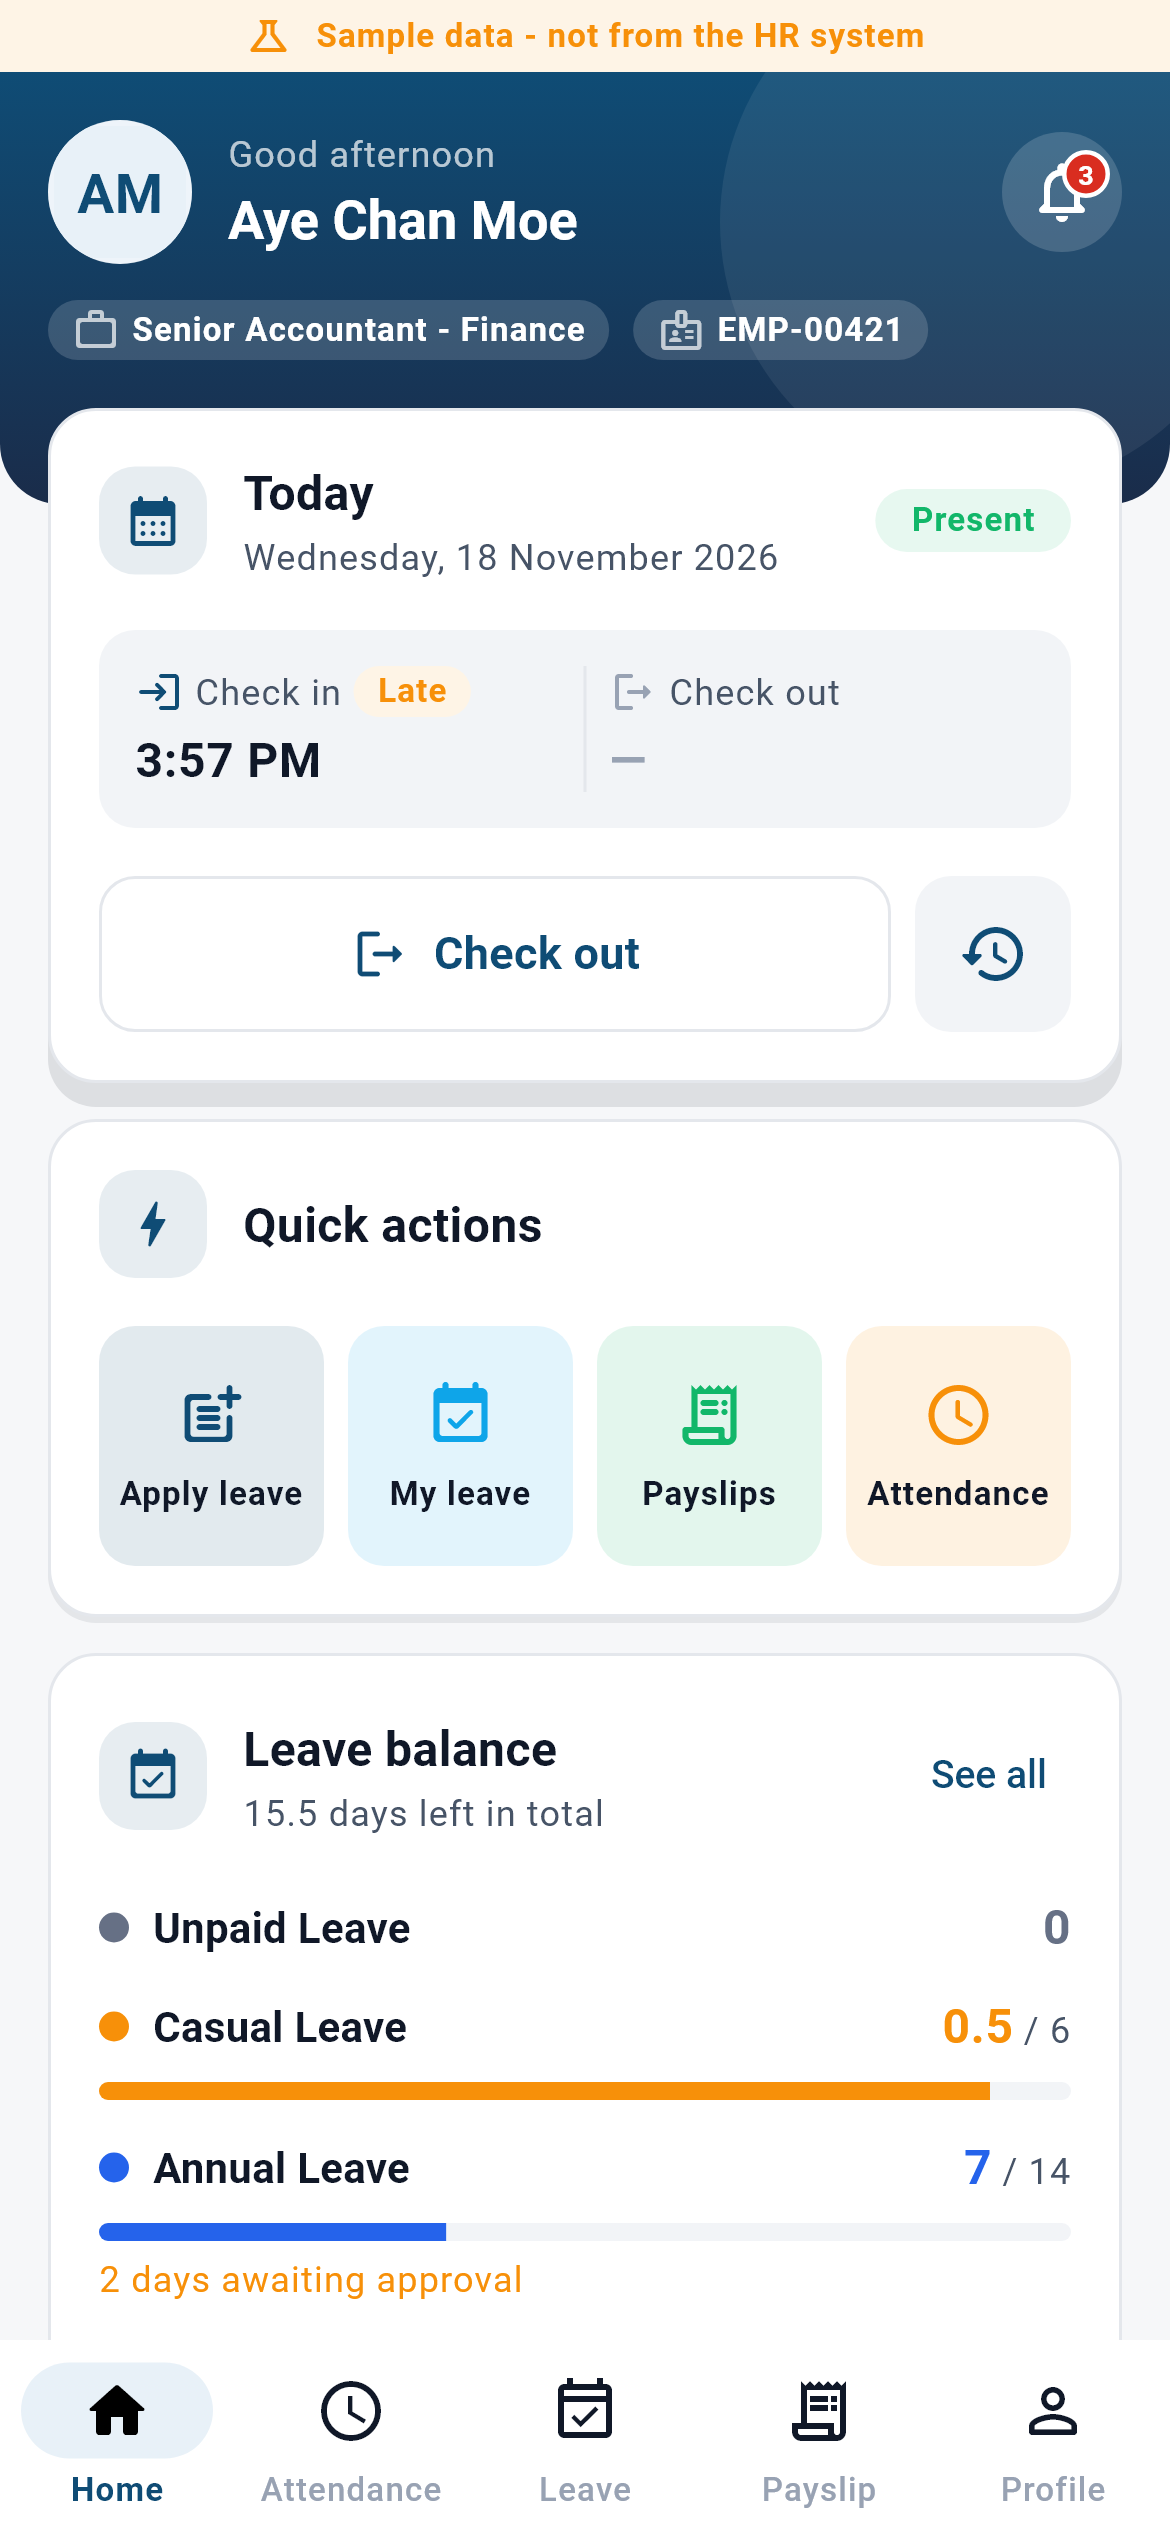 Sample data - not from the HR system
AM
Good afternoon
Aye Chan Moe
3
Senior Accountant - Finance
EMP-00421
Today
Wednesday, 18 November 2026
Present
Check in
Late
3:57 PM
Check out
—
Check out
Quick actions
Apply leave
My leave
Payslips
Attendance
Leave balance
15.5 days left in total
See all
Unpaid Leave
0
Casual Leave
0.5 / 6
Annual Leave
7 / 14
2 days awaiting approval
Home
Attendance
Leave
Payslip
Profile